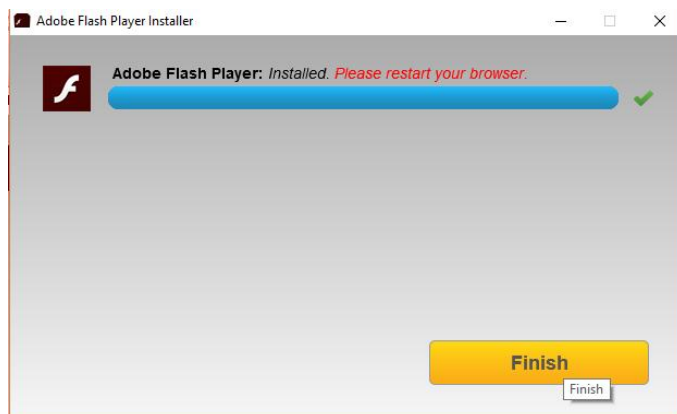 Adobe Flash Player Installer
Adobe Flash Player: Installed. Please restart your browser.
Finish
Finish